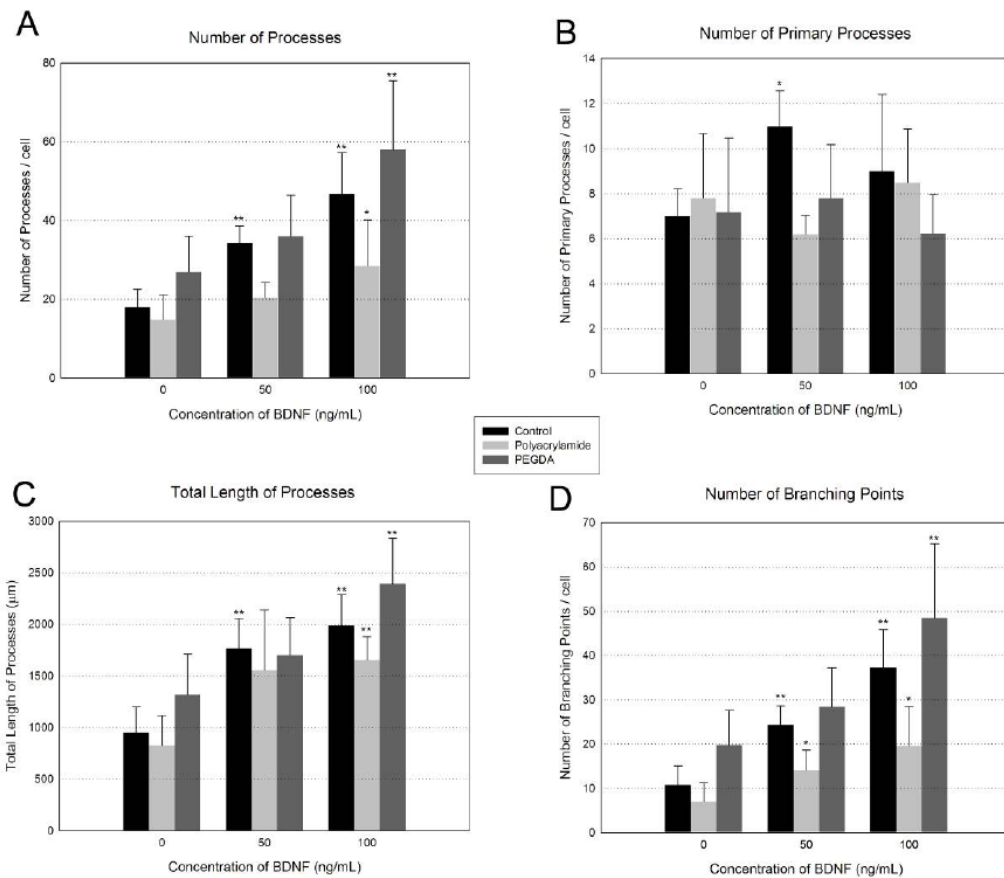 A
Number of Processes
80
60
40
20
0
Number of Processes / cell
**
**
**
*
0
50
100
Concentration of BDNF (ng/mL)
B
Number of Primary Processes
14
12
10
8
6
4
2
0
Number of Primary Processes / cell
*
0
50
100
Concentration of BDNF (ng/mL)
Control
Polyacrylamide
PEGDA
C
Total Length of Processes
3000
2500
2000
1500
1000
500
0
Total Length of Processes (µm)
**
**
**
**
0
50
100
Concentration of BDNF (ng/mL)
D
Number of Branching Points
70
60
50
40
30
20
10
0
Number of Branching Points / cell
**
*
**
*
**
0
50
100
Concentration of BDNF (ng/mL)